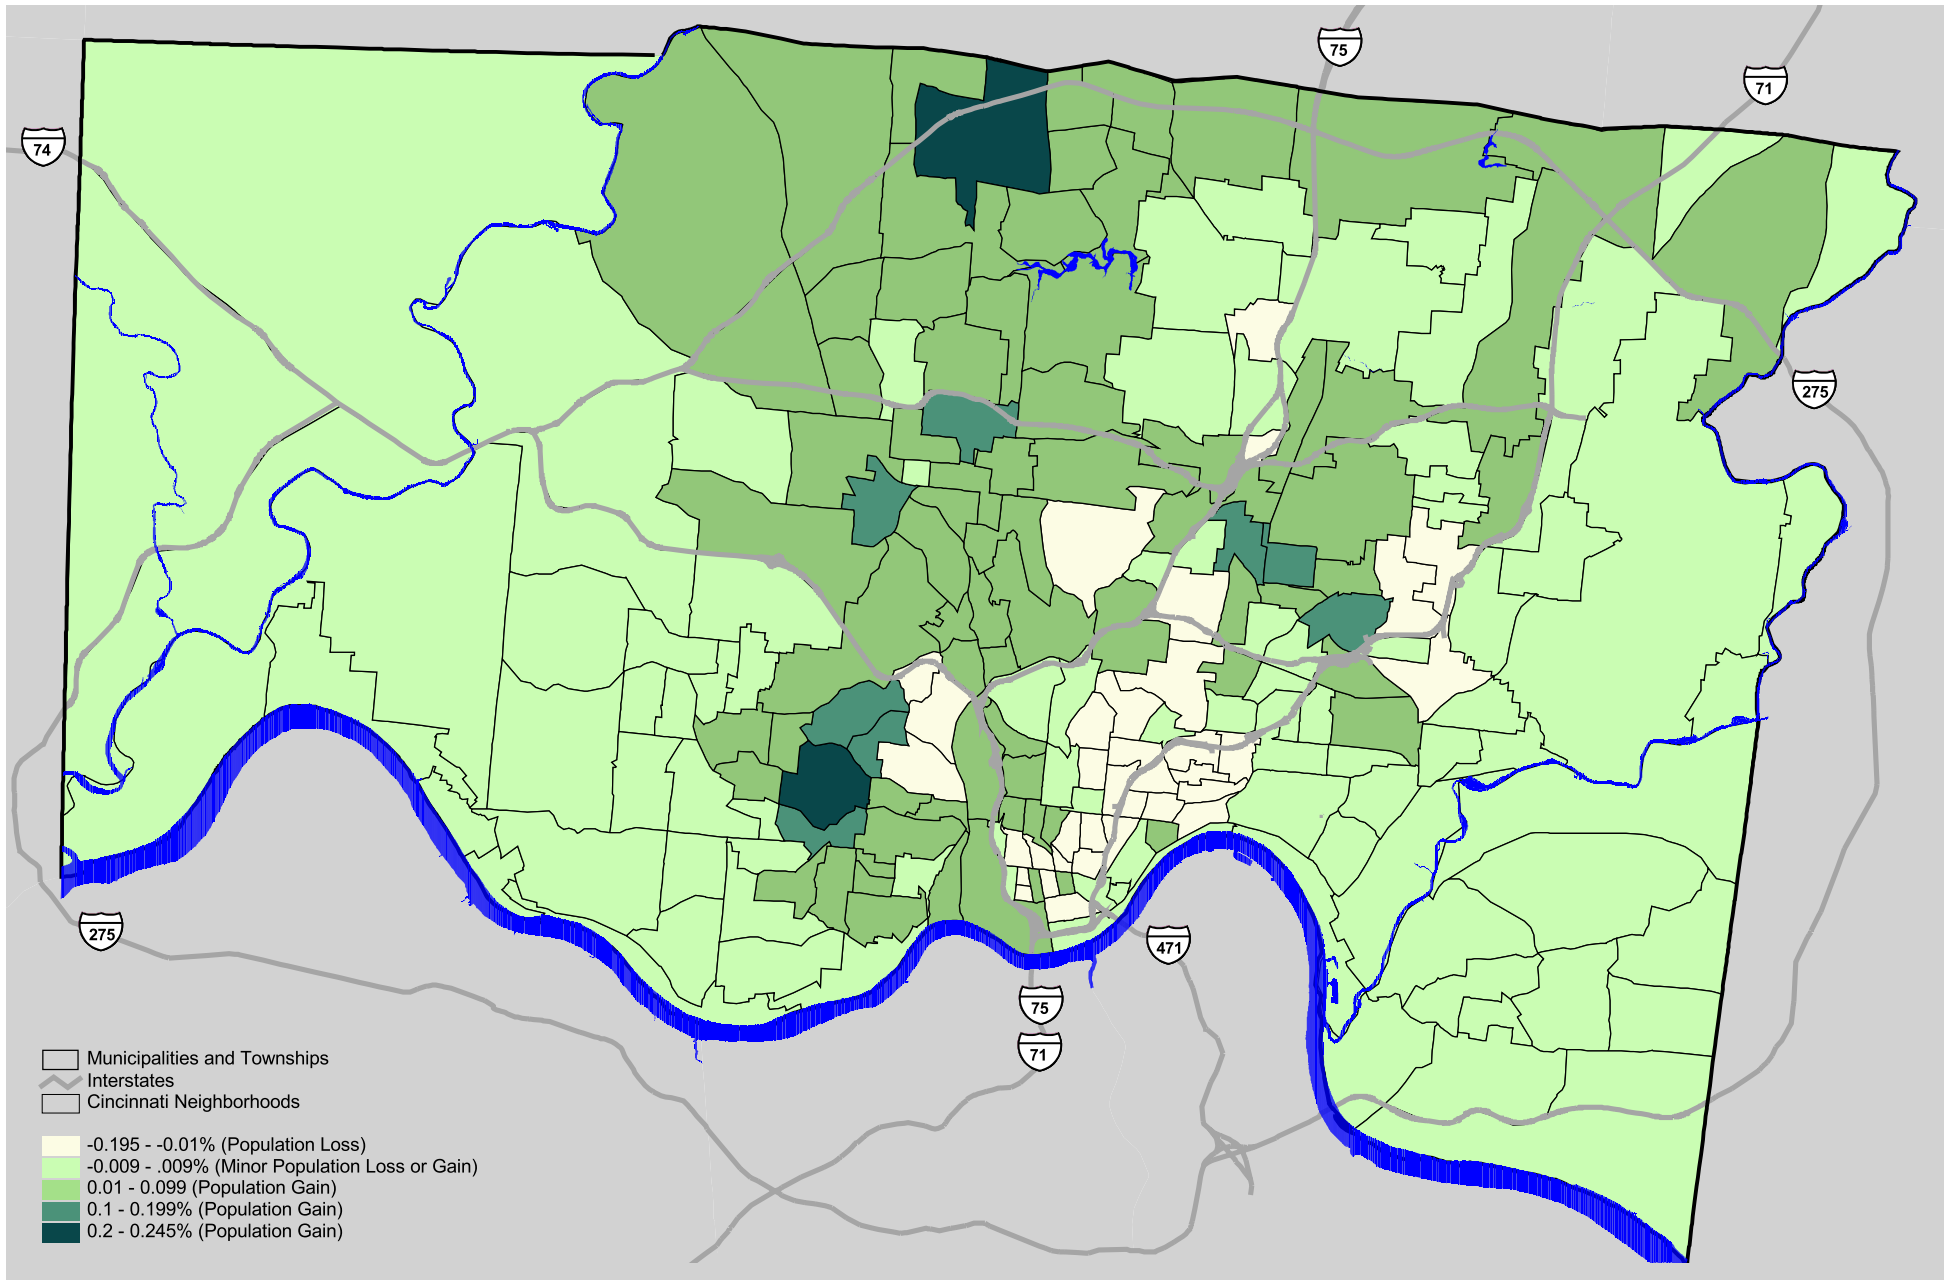 75
71
74
275
275
471
75
71
Municipalities and Townships
Interstates
Cincinnati Neighborhoods
-0.195 - -0.01% (Population Loss)
-0.009 - .009% (Minor Population Loss or Gain)
0.01 - 0.099 (Population Gain)
0.1 - 0.199% (Population Gain)
0.2 - 0.245% (Population Gain)